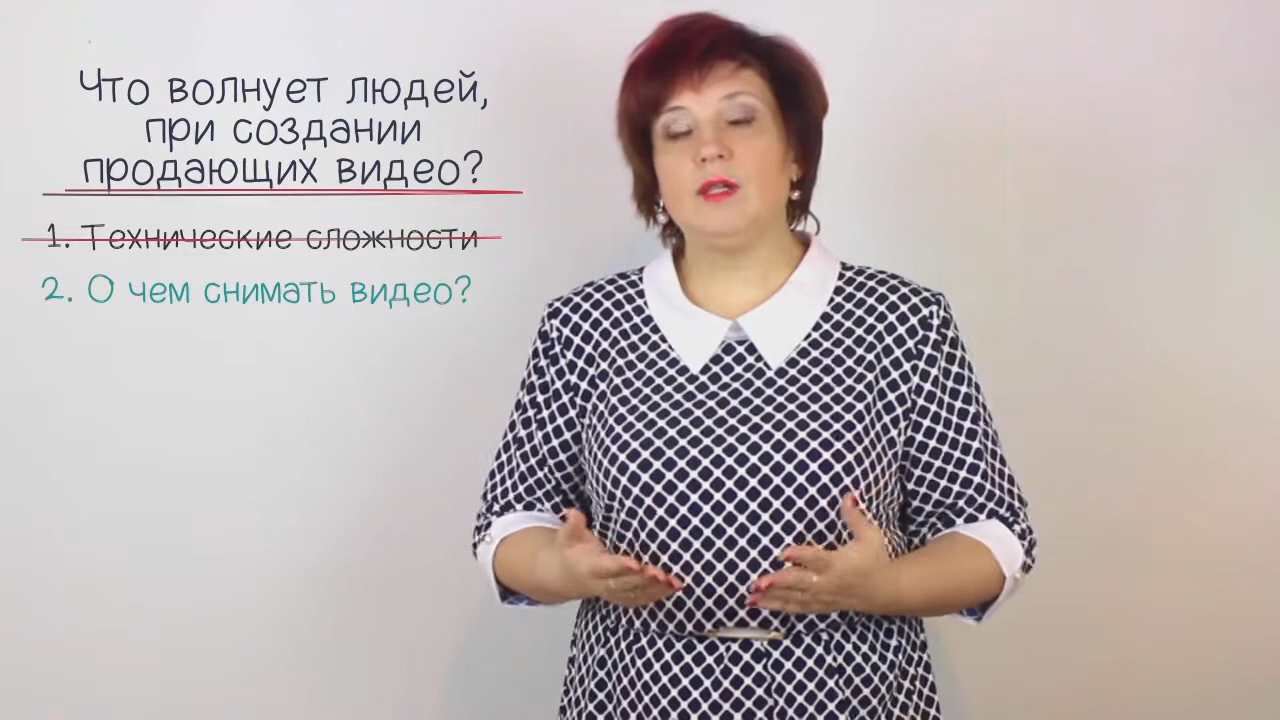 Что волнует людей,
при создании
продающих видео?
1. Технические сложности
2. О чем снимать видео?